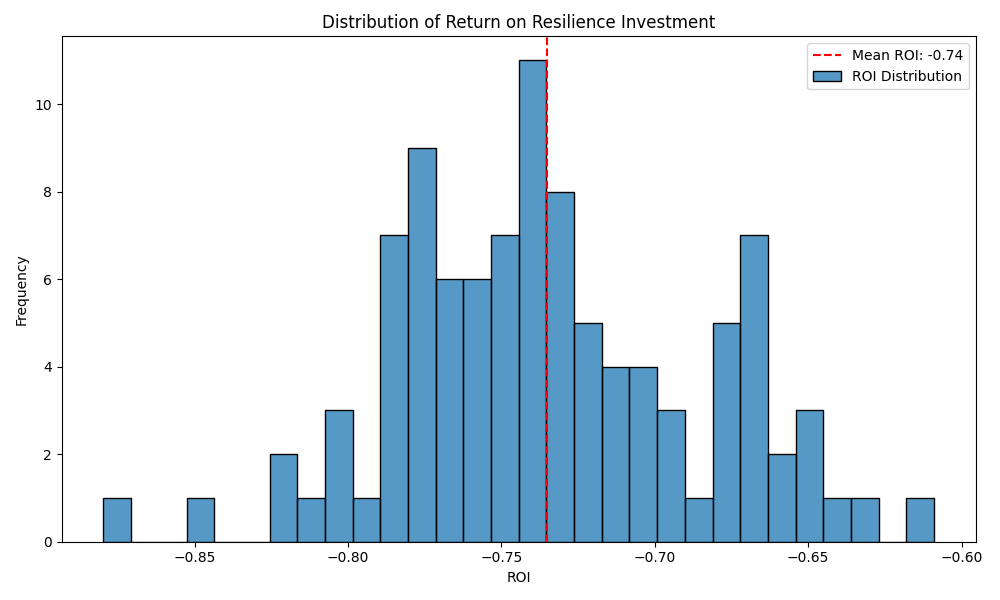 Distribution of Return on Resilience Investment
Mean ROI: -0.74
ROI Distribution
Frequency
10
8
6
4
2
0
−0.85
−0.80
−0.75
−0.70
−0.65
−0.60
ROI